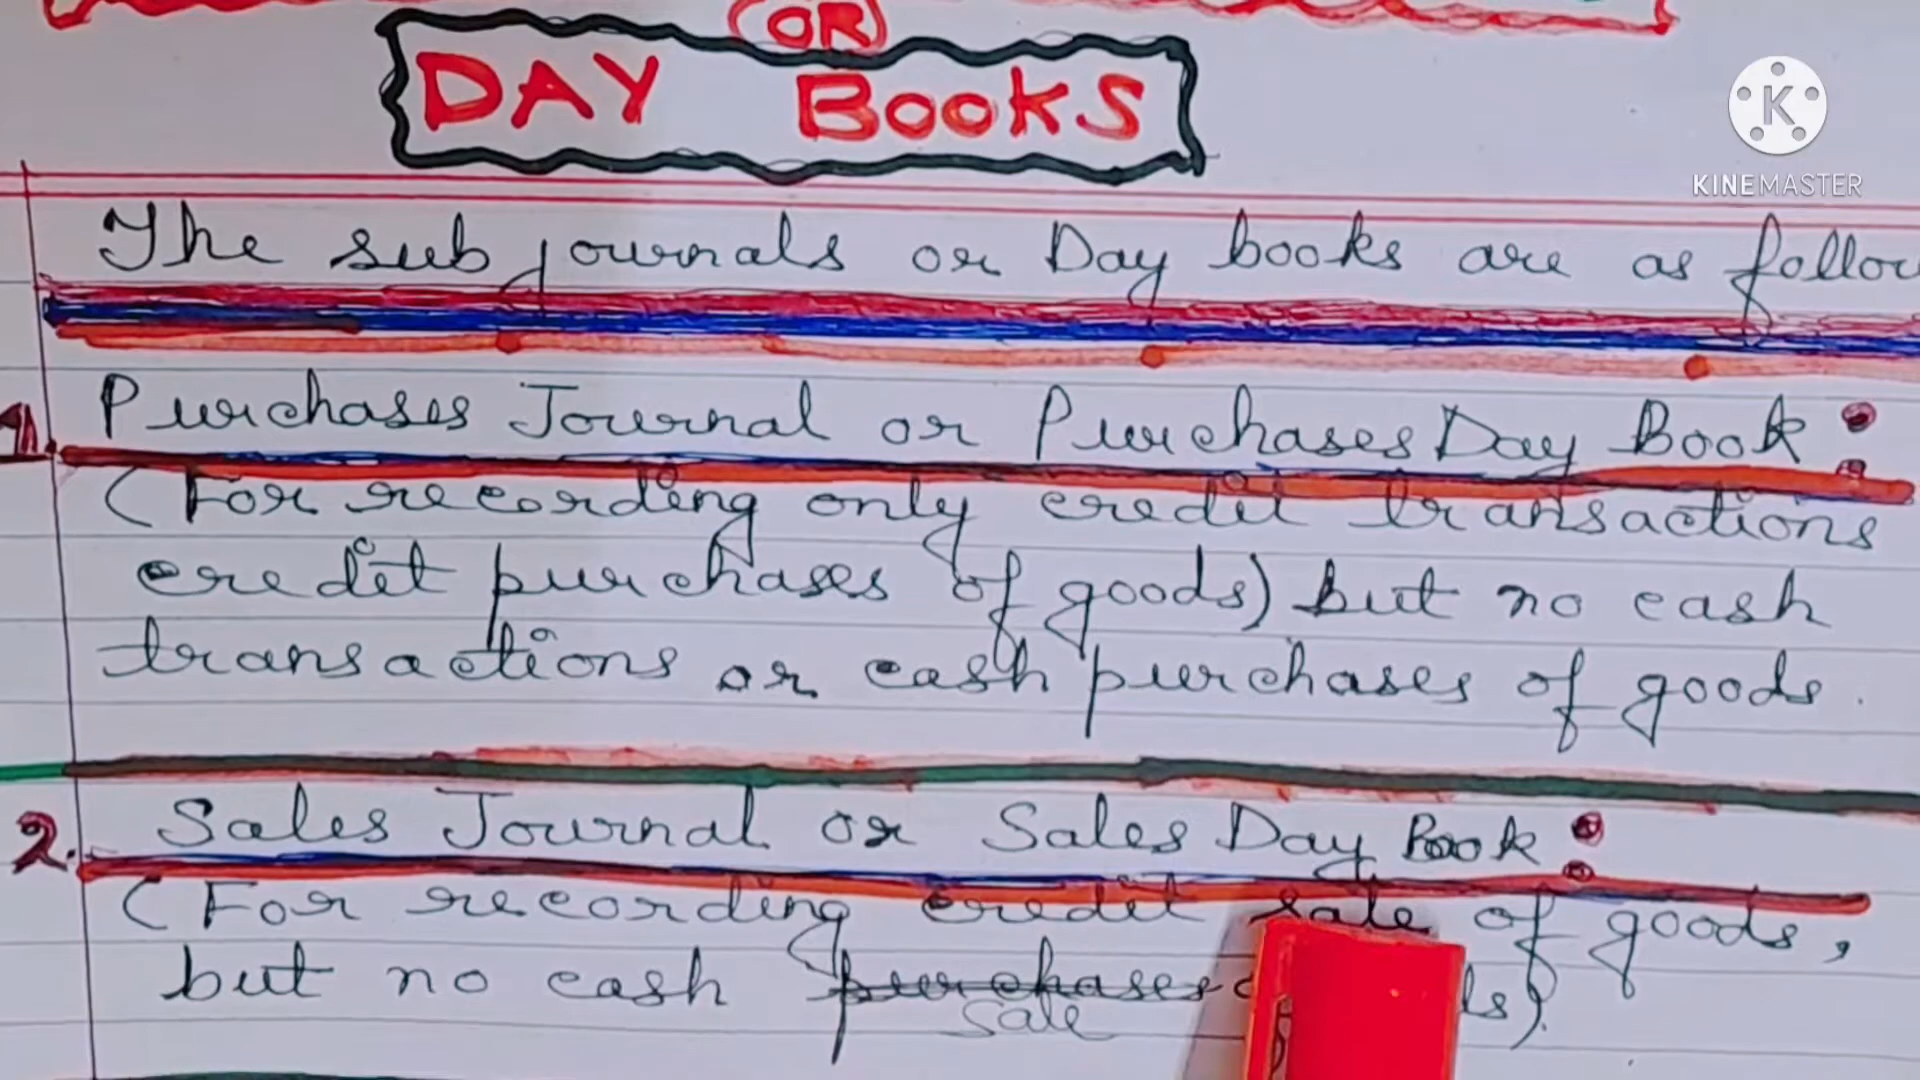 OR
DAY BOOKS
KINEMASTER
The sub journals or Day books are as follow
1. Purchases Journal or Purchases Day Book :
(For recording only credit transactions
credit purchases of goods) but no cash
transactions or cash purchases of goods.
2. Sales Journal or Sales Day Book :
(For recording credit sale of goods,
but no cash purchases
Sale